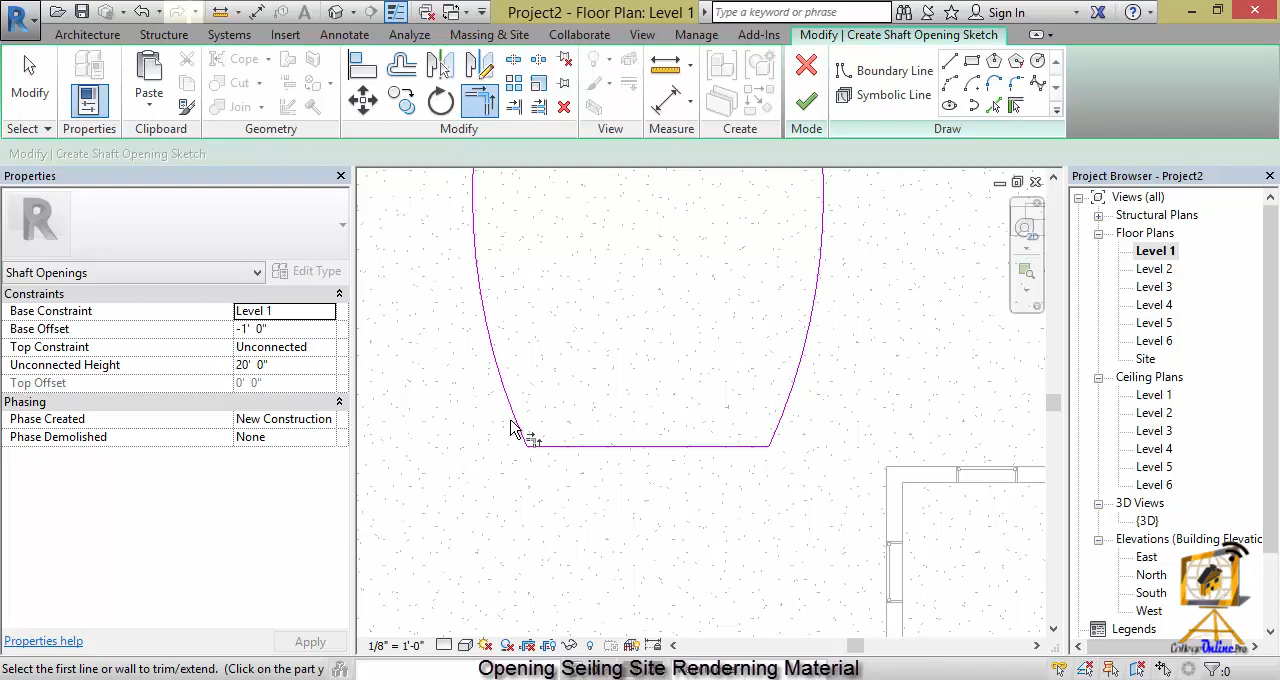 Project2 - Floor Plan: Level 1
Type a keyword or phrase
Sign In
Architecture Structure Systems Insert Annotate Analyze Massing & Site Collaborate View Manage Add-Ins Modify | Create Shaft Opening Sketch
Modify
Paste
Cope
Cut
Join
Boundary Line
Symbolic Line
Select Properties Clipboard Geometry Modify View Measure Create Mode Draw
Modify | Create Shaft Opening Sketch
Properties
R
Shaft Openings
Edit Type
Constraints
Base Constraint Level 1
Base Offset -1' 0"
Top Constraint Unconnected
Unconnected Height 20' 0"
Top Offset 0' 0"
Phasing
Phase Created New Construction
Phase Demolished None
Properties help
Apply
2D
Project Browser - Project2
Views (all)
Structural Plans
Floor Plans
Level 1
Level 2
Level 3
Level 4
Level 5
Level 6
Site
Ceiling Plans
Level 1
Level 2
Level 3
Level 4
Level 5
Level 6
3D Views
{3D}
Elevations (Building Elevatic
East
North
South
West
Legends
CollegeOnline.Pro
1/8" = 1'-0"
Select the first line or wall to trim/extend. (Click on the part y
Opening Seiling Site Renderning Material
:0